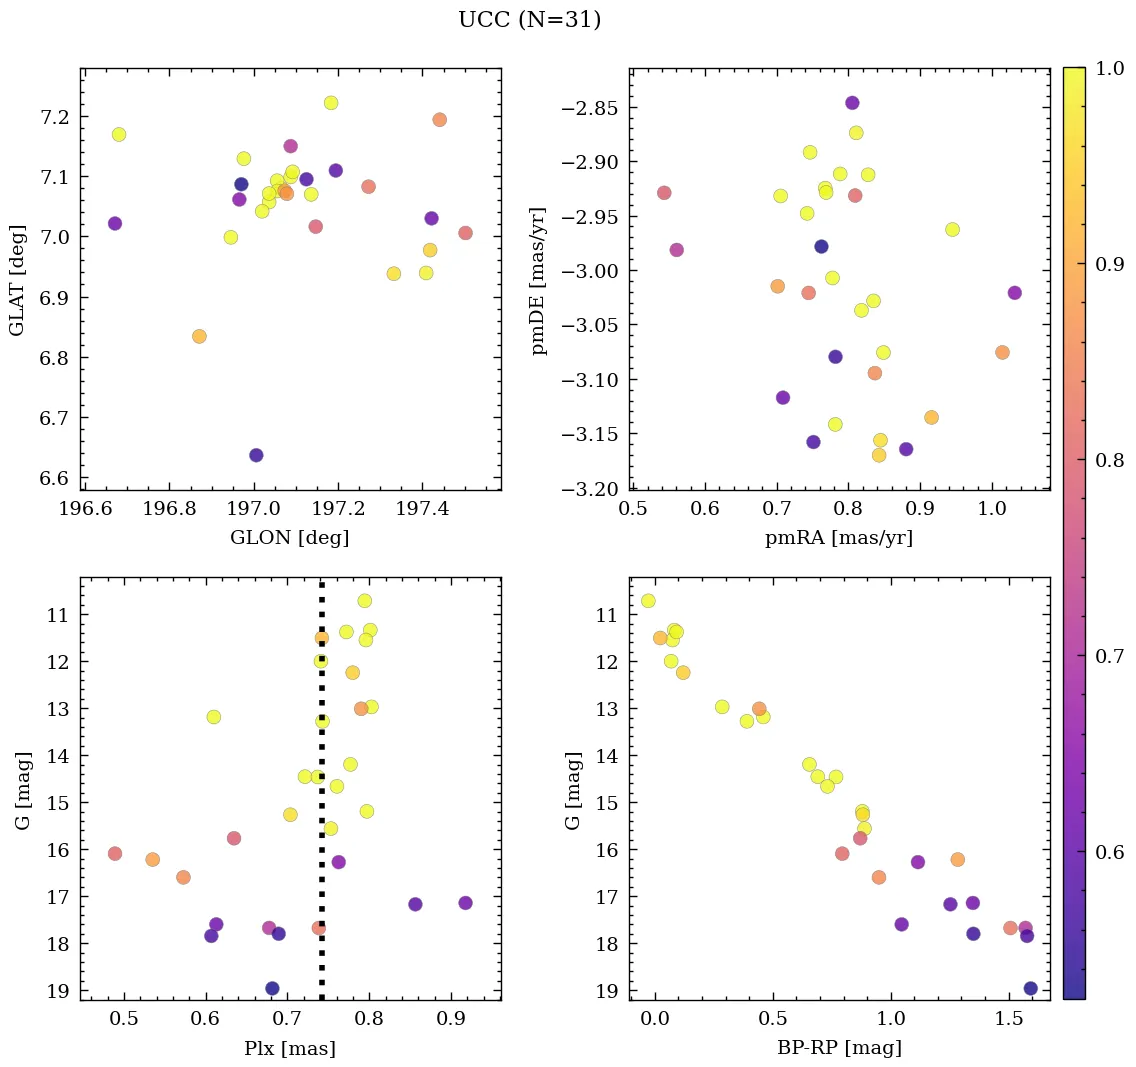 UCC (N=31)
7.2
7.1
7.0
6.9
6.8
6.7
6.6
GLAT [deg]
196.6 196.8 197.0 197.2 197.4
GLON [deg]
−2.85
−2.90
−2.95
−3.00
−3.05
−3.10
−3.15
−3.20
pmDE [mas/yr]
0.5 0.6 0.7 0.8 0.9 1.0
pmRA [mas/yr]
1.0
0.9
0.8
0.7
0.6
11
12
13
14
15
16
17
18
19
G [mag]
0.5 0.6 0.7 0.8 0.9
Plx [mas]
11
12
13
14
15
16
17
18
19
G [mag]
0.0 0.5 1.0 1.5
BP-RP [mag]